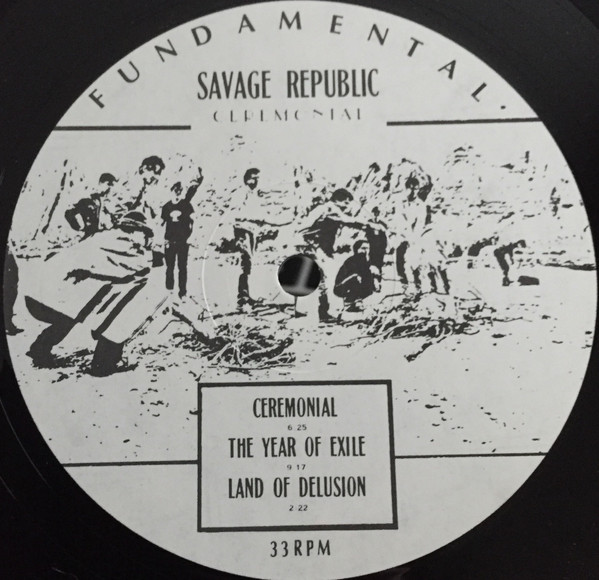 FUNDAMENTAL.
SAVAGE REPUBLIC
CEREMONIAL
1
CEREMONIAL
6 25
THE YEAR OF EXILE
9 17
LAND OF DELUSION
2 22
33RPM